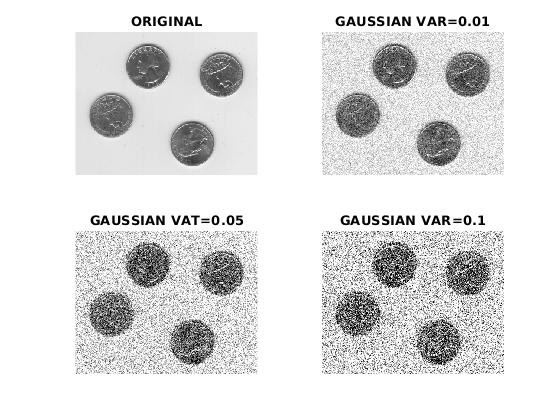 ORIGINAL
GAUSSIAN VAR=0.01
GAUSSIAN VAT=0.05
GAUSSIAN VAR=0.1